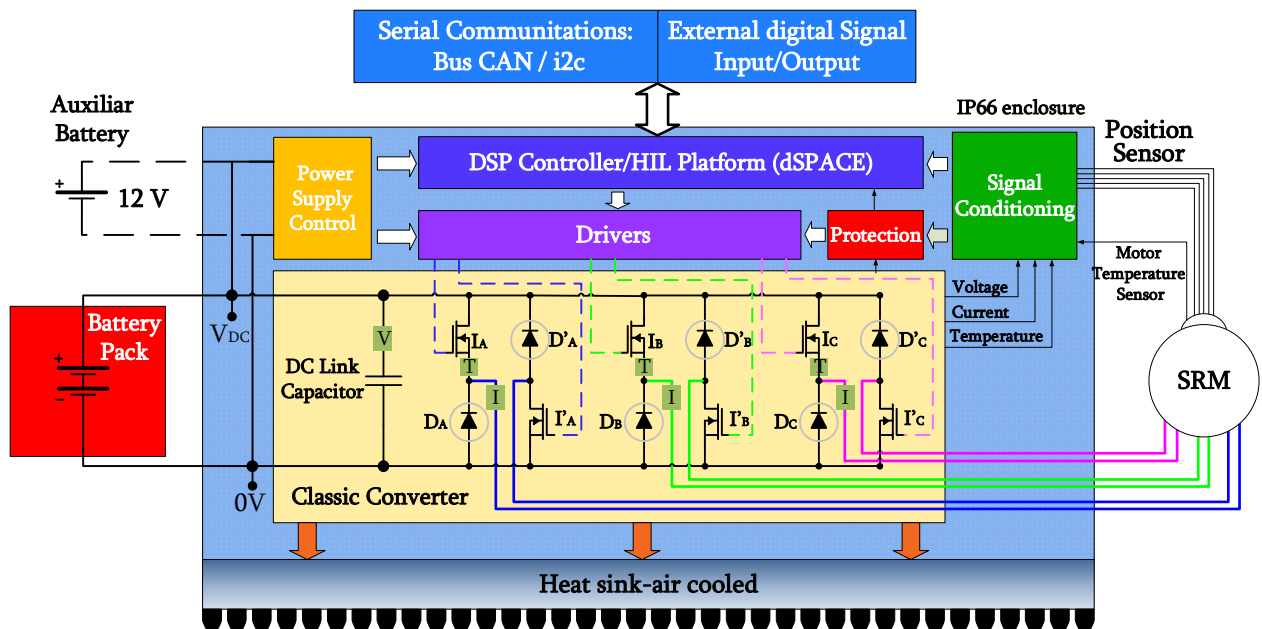 Serial Communitations:
Bus CAN / i2c
External digital Signal
Input/Output
Auxiliar
Battery
12 V
IP66 enclosure
Position
Sensor
Power
Supply
Control
DSP Controller/HIL Platform (dSPACE)
Signal
Conditioning
Drivers
Protection
Motor
Temperature
Sensor
Voltage
Current
Temperature
Battery
Pack
+
-
+
VDC
0V
V
DC Link
Capacitor
IA
D'A
T
I
DA
I'A
IB
D'B
T
I
DB
I'B
IC
D'C
T
I
DC
I'C
SRM
Classic Converter
Heat sink-air cooled